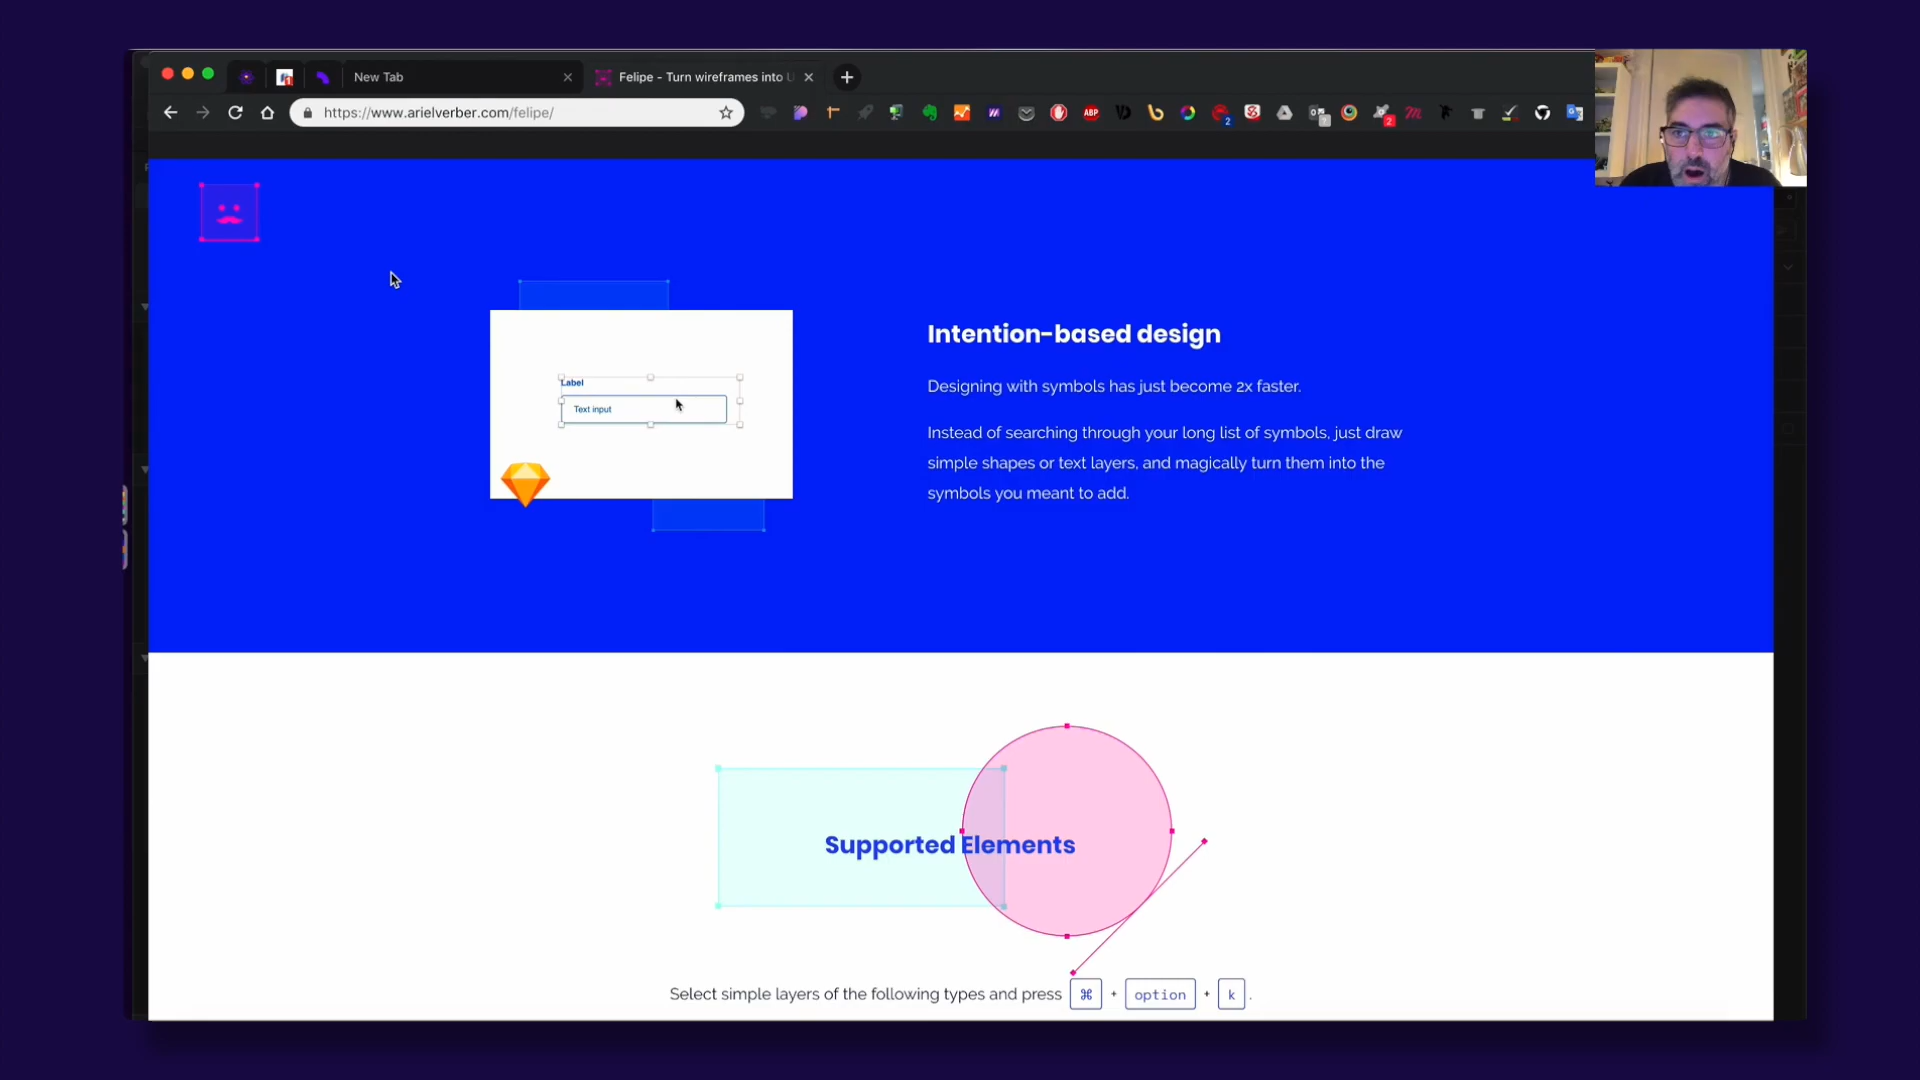 New Tab
Felipe - Turn wireframes into U
https://www.arielverber.com/felipe/
ABP
2
2
Label
Text input
Intention-based design
Designing with symbols has just become 2x faster.
Instead of searching through your long list of symbols, just draw
simple shapes or text layers, and magically turn them into the
symbols you meant to add.
Supported Elements
Select simple layers of the following types and press ⌘ + option + k .